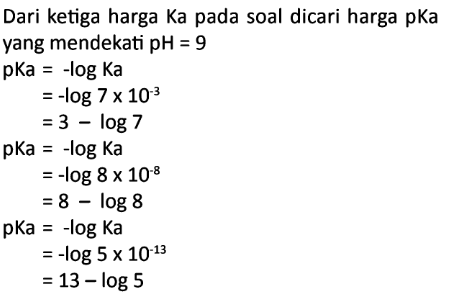 Dari ketiga harga Ka pada soal dicari harga pKa
yang mendekati pH = 9
pKa = -log Ka
= -log 7 x 10⁻³
= 3 – log 7
pKa = -log Ka
= -log 8 x 10⁻⁸
= 8 – log 8
pKa = -log Ka
= -log 5 x 10⁻¹³
= 13 – log 5